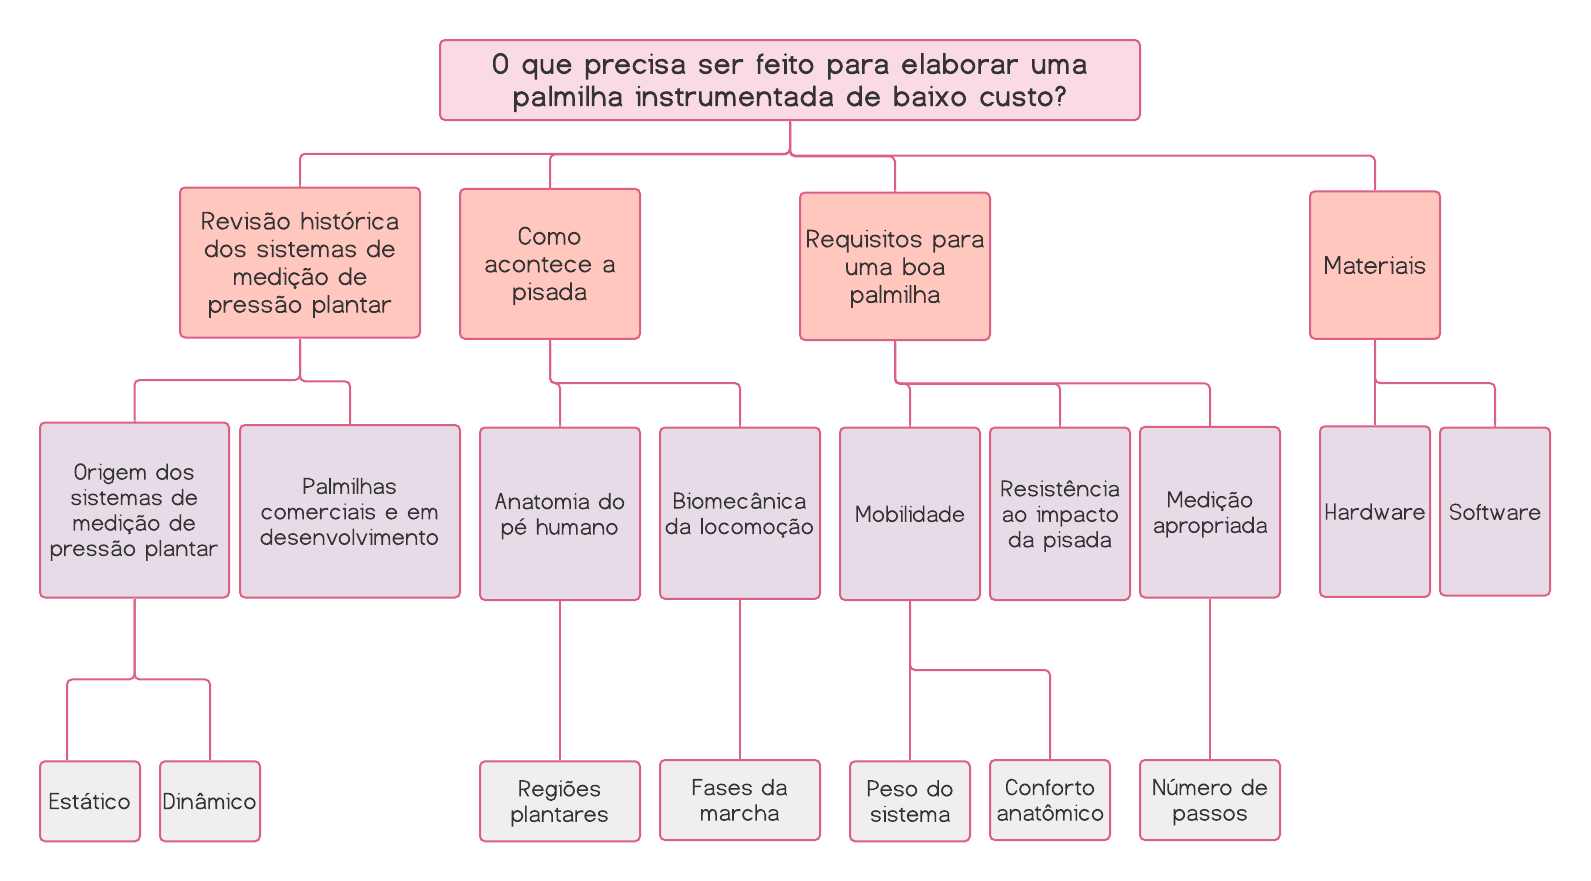 O que precisa ser feito para elaborar uma
palmilha instrumentada de baixo custo?
Revisão histórica
dos sistemas de
medição de
pressão plantar
Como
acontece a
pisada
Requisitos para
uma boa
palmilha
Materiais
Origem dos
sistemas de
medição de
pressão plantar
Palmilhas
comerciais e em
desenvolvimento
Anatomia do
pé humano
Biomecânica
da locomoção
Mobilidade
Resistência
ao impacto
da pisada
Medição
apropriada
Hardware
Software
Estático
Dinâmico
Regiões
plantares
Fases da
marcha
Peso do
sistema
Conforto
anatômico
Número de
passos